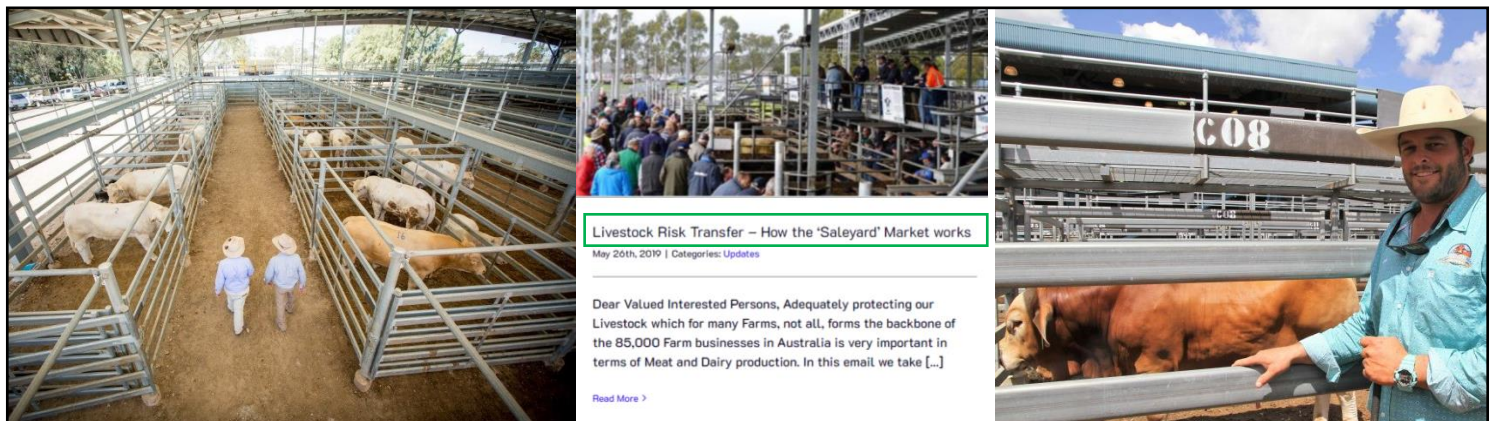 Livestock Risk Transfer – How the ‘Saleyard’ Market works
May 26th, 2019 | Categories: Updates
Dear Valued Interested Persons, Adequately protecting our
Livestock which for many Farms, not all, forms the backbone of
the 85,000 Farm businesses in Australia is very important in
terms of Meat and Dairy production. In this email we take [...]
Read More >
C08
C08